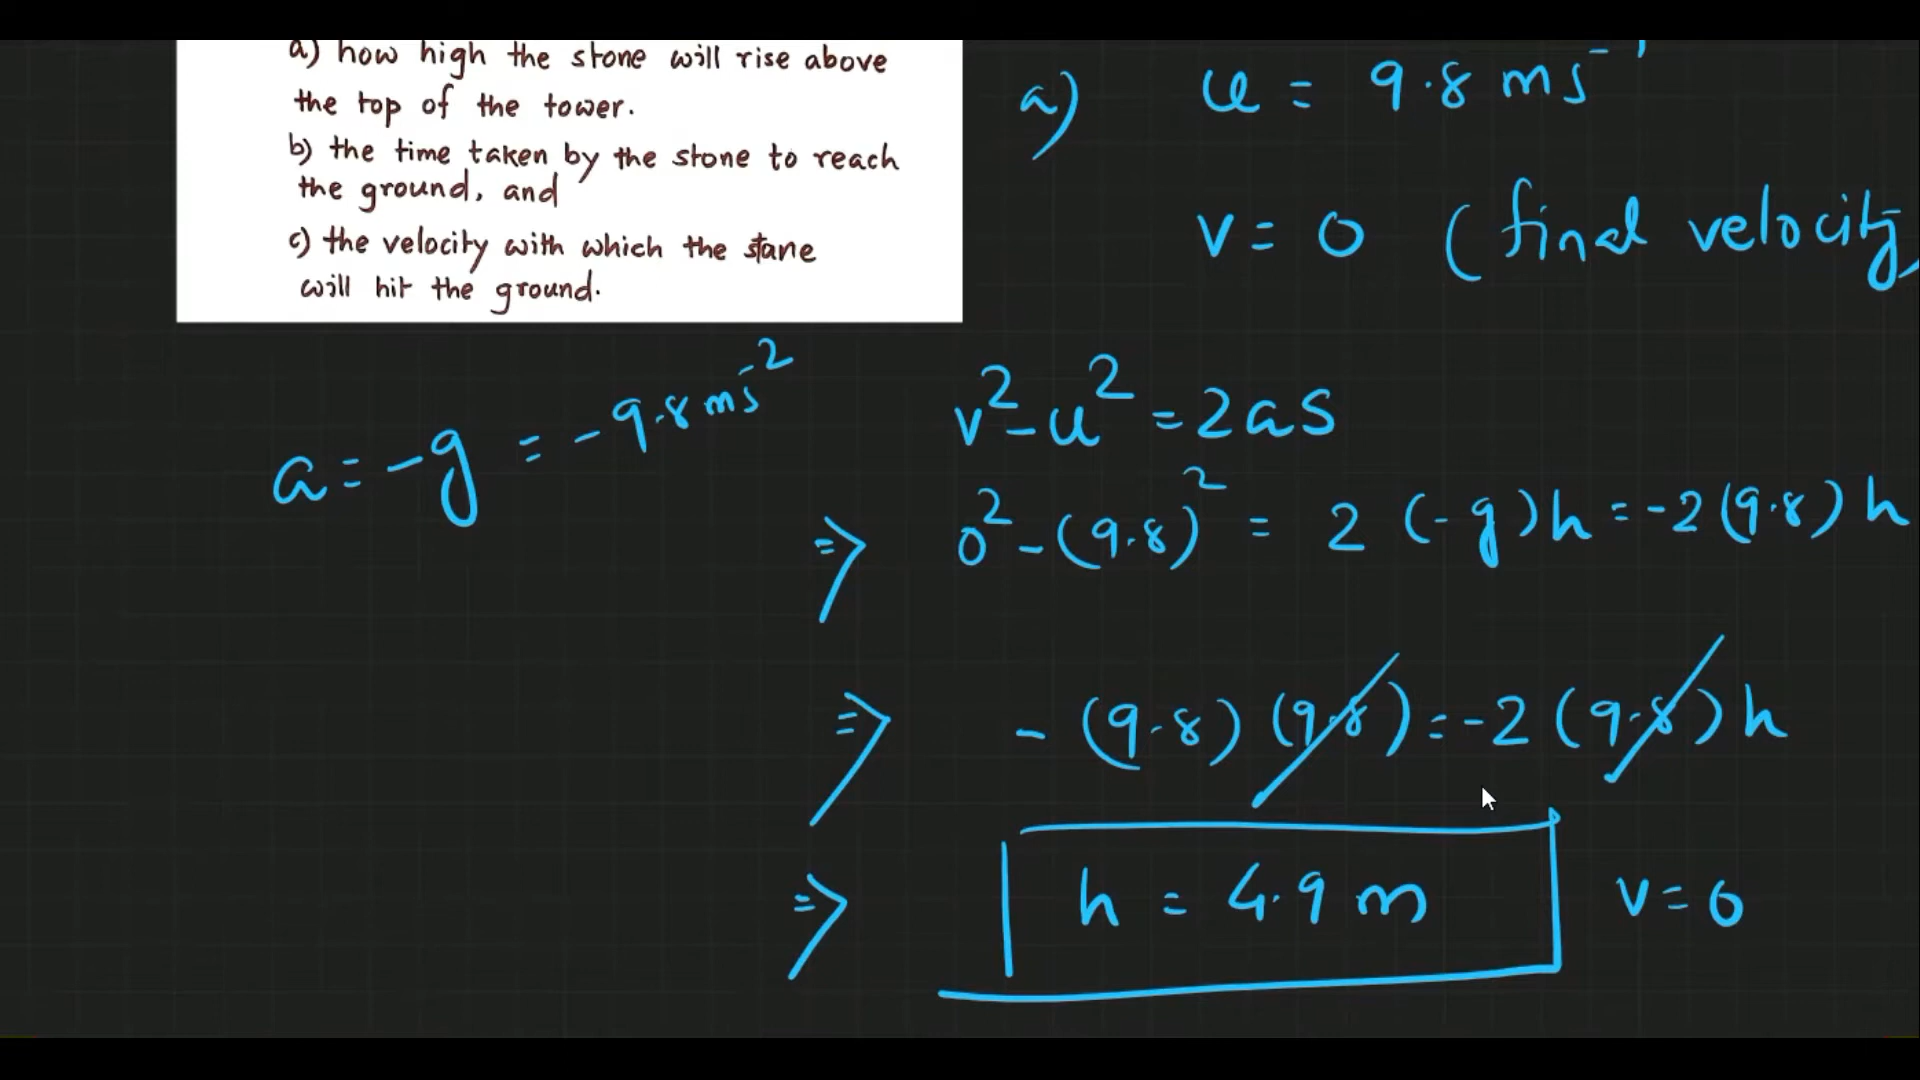 a) how high the stone will rise above
the top of the tower.
b) the time taken by the stone to reach
the ground, and
c) the velocity with which the stane
will hit the ground.
a) u = 9.8 ms⁻¹
v = 0 (final velocity)
a = -g = -9.8 ms⁻²
v² - u² = 2as
⇒ 0² - (9.8)² = 2 (-g) h = -2 (9.8) h
⇒ - (9.8) (9.8) = -2 (9.8) h
⇒ h = 4.9 m v = 0